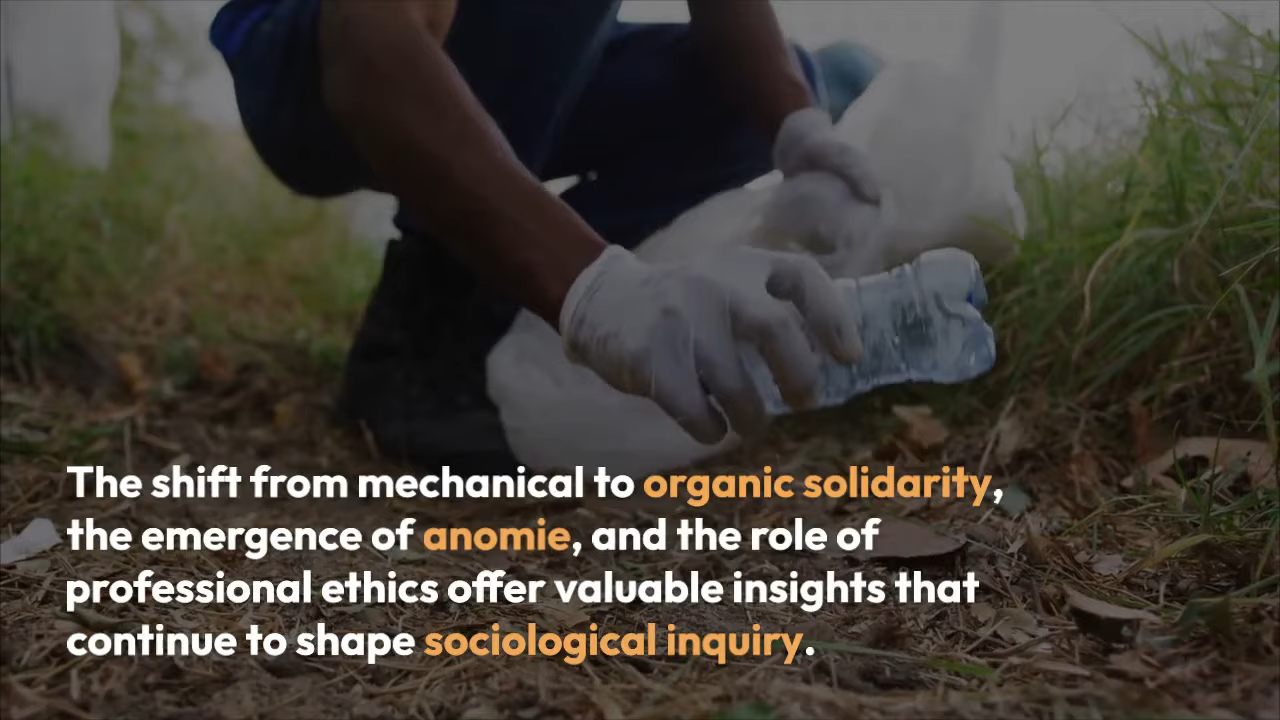 The shift from mechanical to organic solidarity,
the emergence of anomie, and the role of
professional ethics offer valuable insights that
continue to shape sociological inquiry.